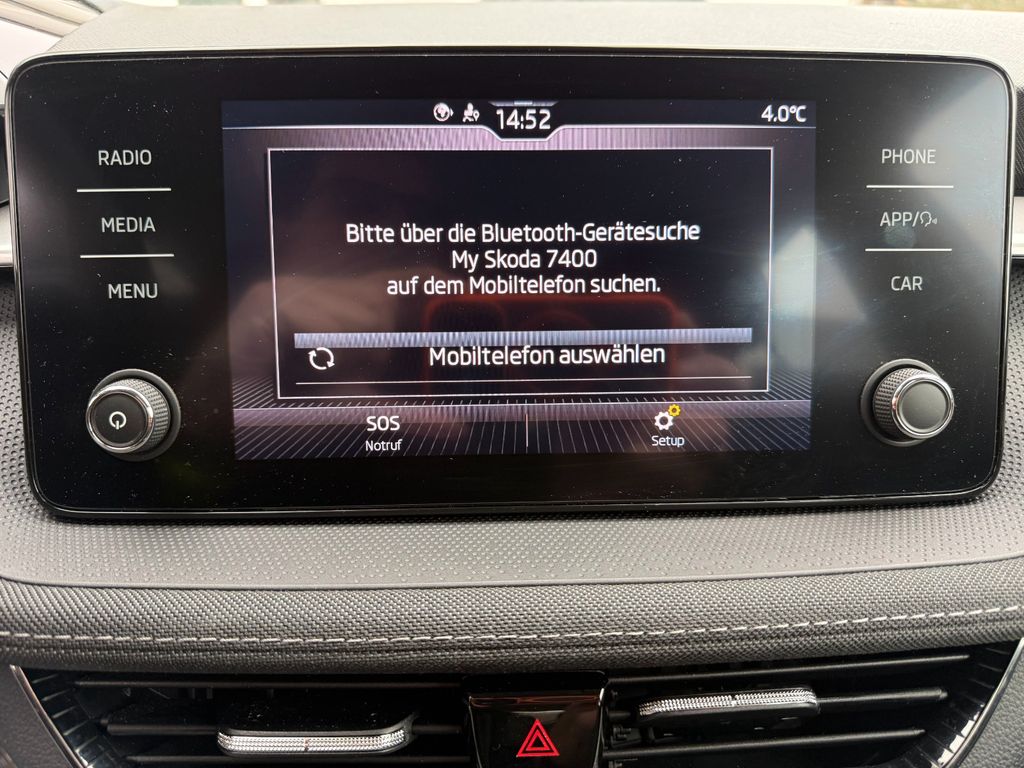 14:52
4.0°C
RADIO
MEDIA
MENU
Bitte über die Bluetooth-Gerätesuche
My Skoda 7400
auf dem Mobiltelefon suchen.
Mobiltelefon auswählen
SOS
Notruf
Setup
PHONE
APP/
CAR